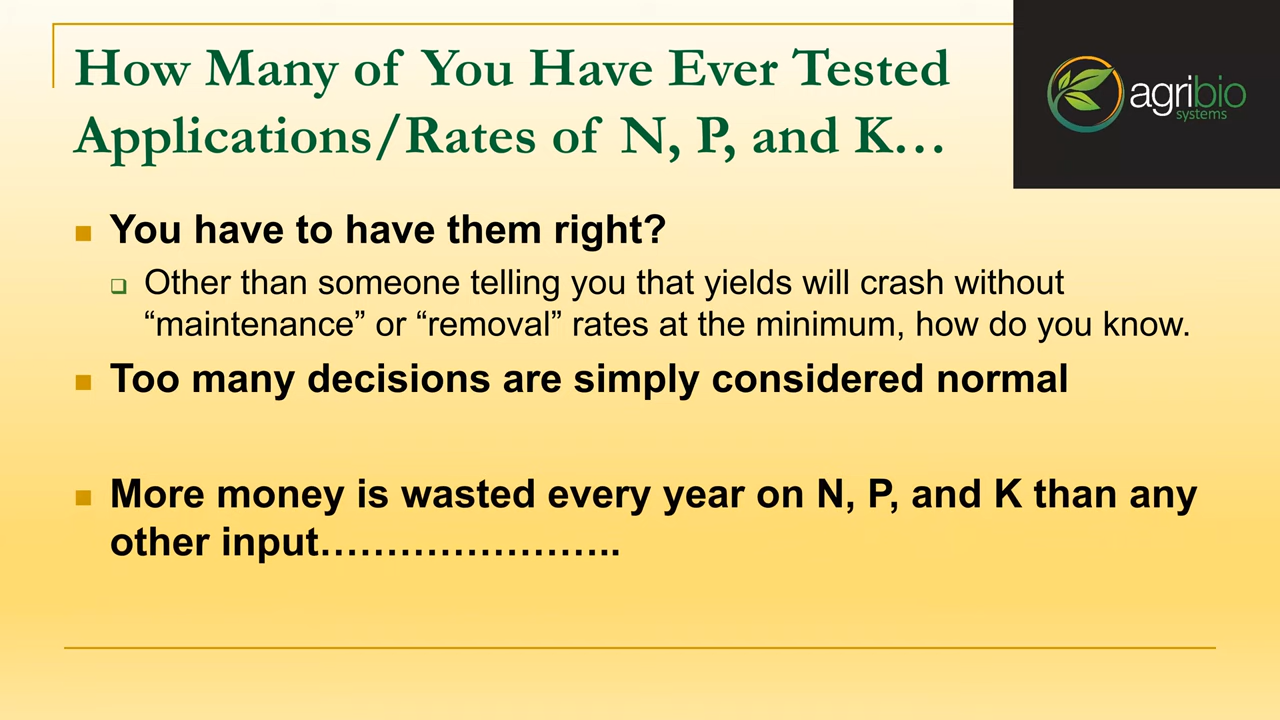 How Many of You Have Ever Tested
Applications/Rates of N, P, and K…
agribio
systems
You have to have them right?
Other than someone telling you that yields will crash without
“maintenance” or “removal” rates at the minimum, how do you know.
Too many decisions are simply considered normal
More money is wasted every year on N, P, and K than any
other input……………………..